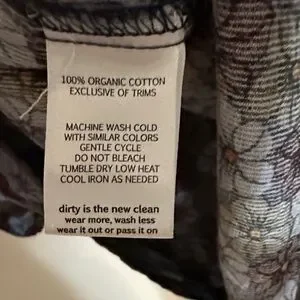 100% ORGANIC COTTON
EXCLUSIVE OF TRIMS
MACHINE WASH COLD
WITH SIMILAR COLORS
GENTLE CYCLE
DO NOT BLEACH
TUMBLE DRY LOW HEAT
COOL IRON AS NEEDED
dirty is the new clean
wear more, wash less
wear it out or pass it on